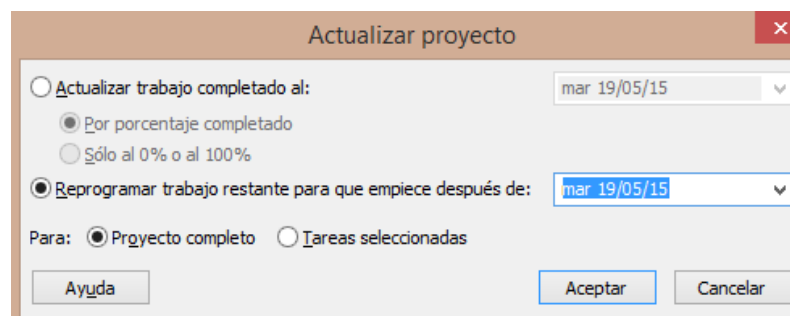 Actualizar proyecto
Actualizar trabajo completado al: mar 19/05/15
Por porcentaje completado
Sólo al 0% o al 100%
Reprogramar trabajo restante para que empiece después de: mar 19/05/15
Para: Proyecto completo Tareas seleccionadas
Ayuda Aceptar Cancelar